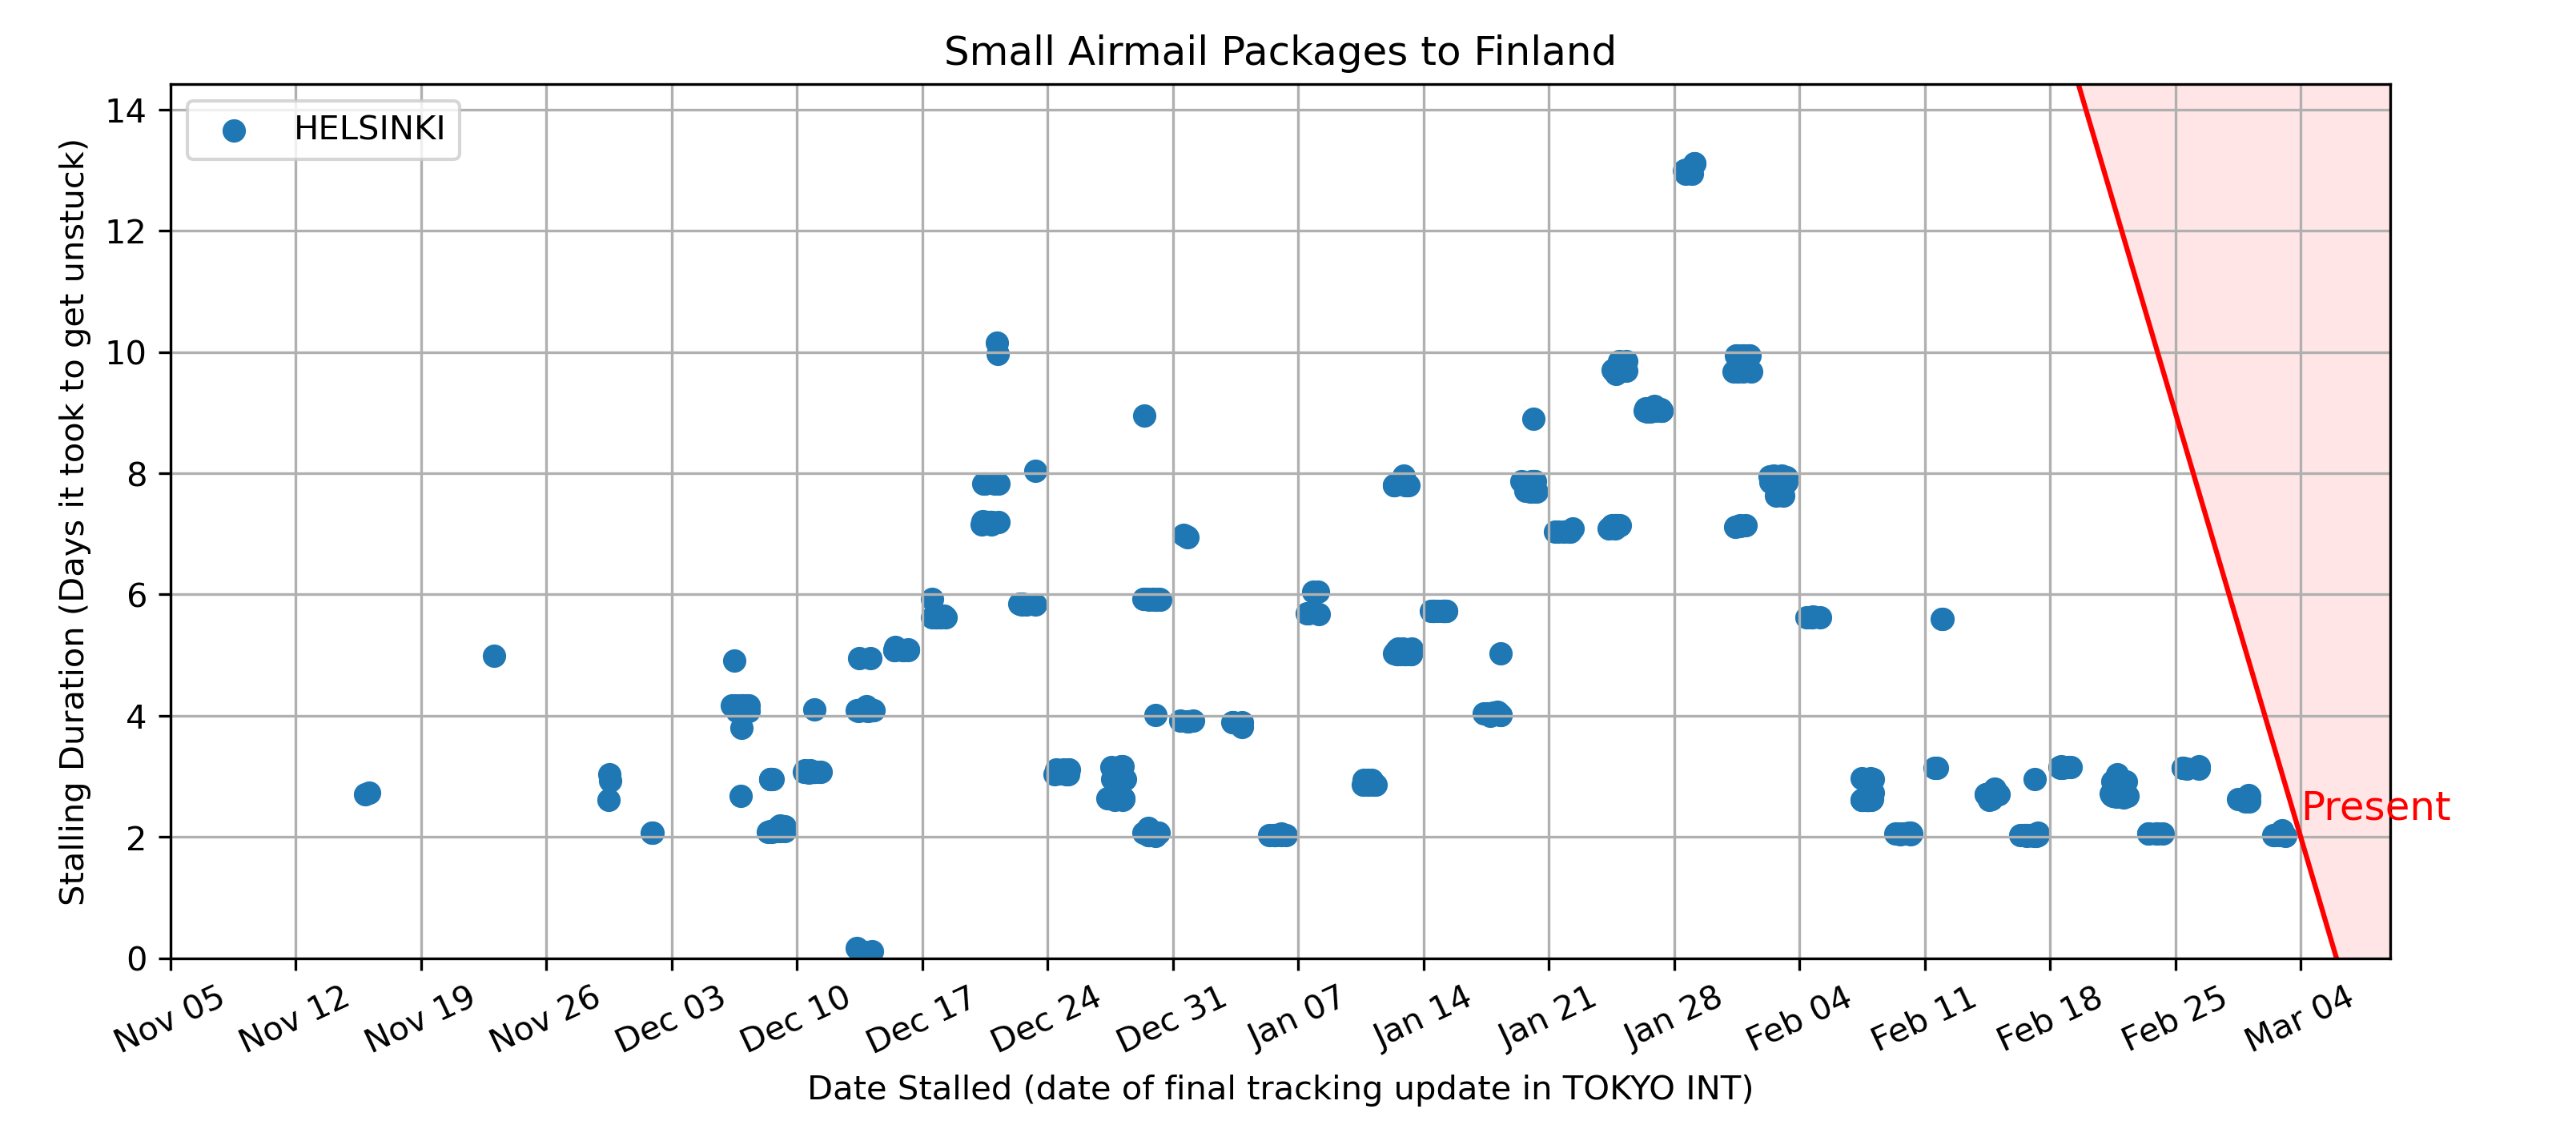 Small Airmail Packages to Finland
HELSINKI
Stalling Duration (Days it took to get unstuck)
14
12
10
8
6
4
2
0
Present
Nov 05
Nov 12
Nov 19
Nov 26
Dec 03
Dec 10
Dec 17
Dec 24
Dec 31
Jan 07
Jan 14
Jan 21
Jan 28
Feb 04
Feb 11
Feb 18
Feb 25
Mar 04
Date Stalled (date of final tracking update in TOKYO INT)